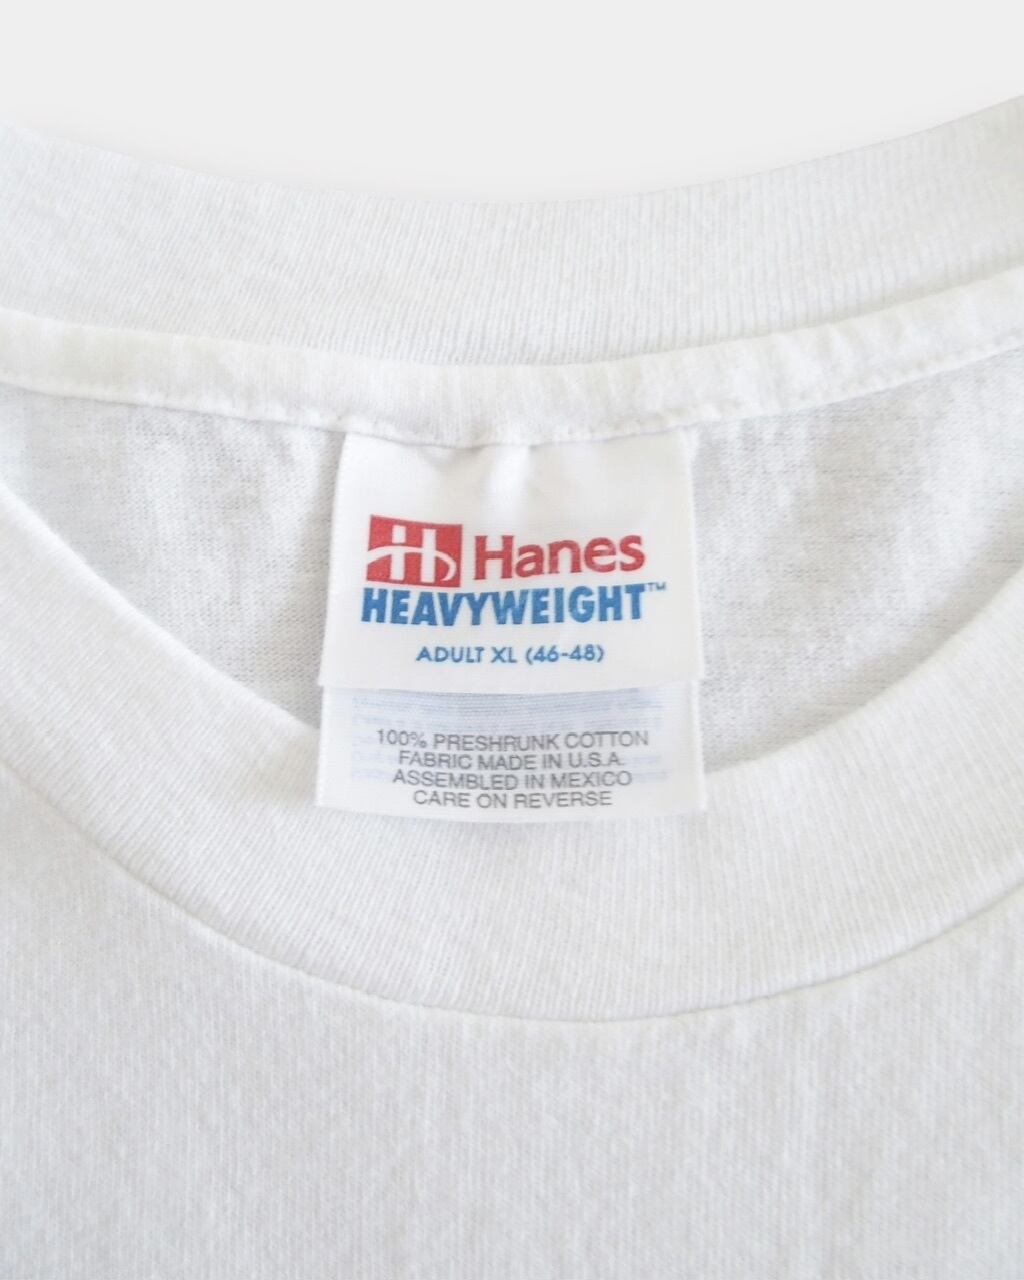 Hanes
HEAVYWEIGHT™
ADULT XL (46-48)
100% PRESHRUNK COTTON
FABRIC MADE IN U.S.A.
ASSEMBLED IN MEXICO
CARE ON REVERSE